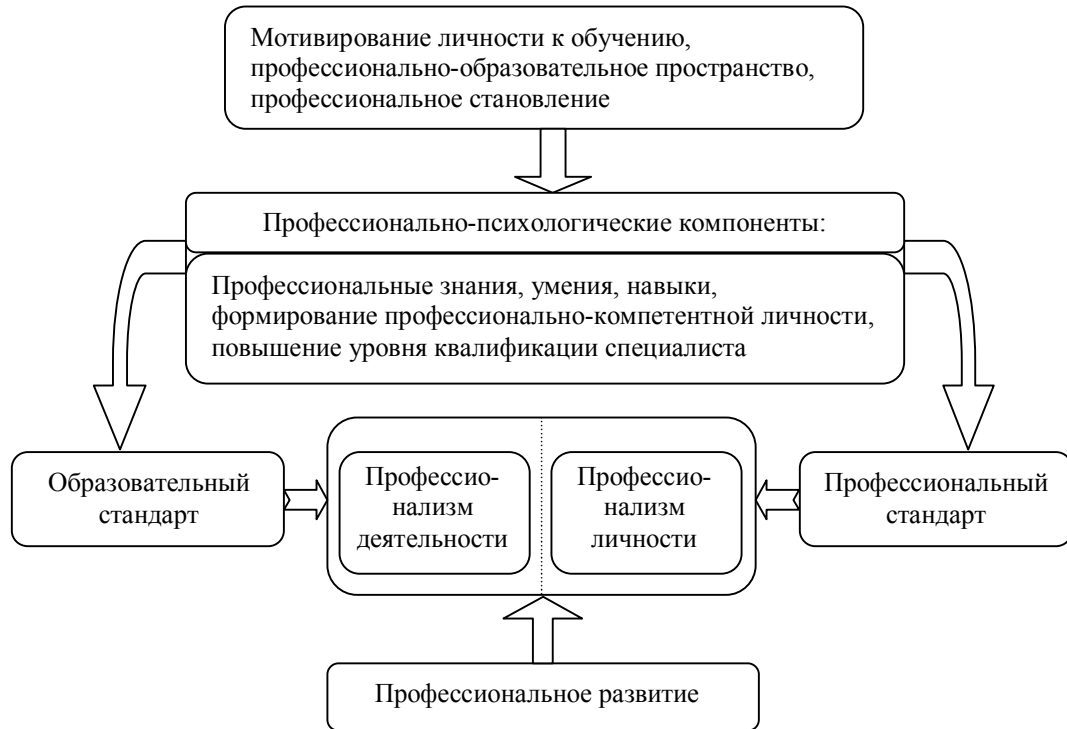 Мотивирование личности к обучению,
профессионально-образовательное пространство,
профессиональное становление
Профессионально-психологические компоненты:
Профессиональные знания, умения, навыки,
формирование профессионально-компетентной личности,
повышение уровня квалификации специалиста
Образовательный
стандарт
Профессио-
нализм
деятельности
Профессио-
нализм
личности
Профессиональный
стандарт
Профессиональное развитие